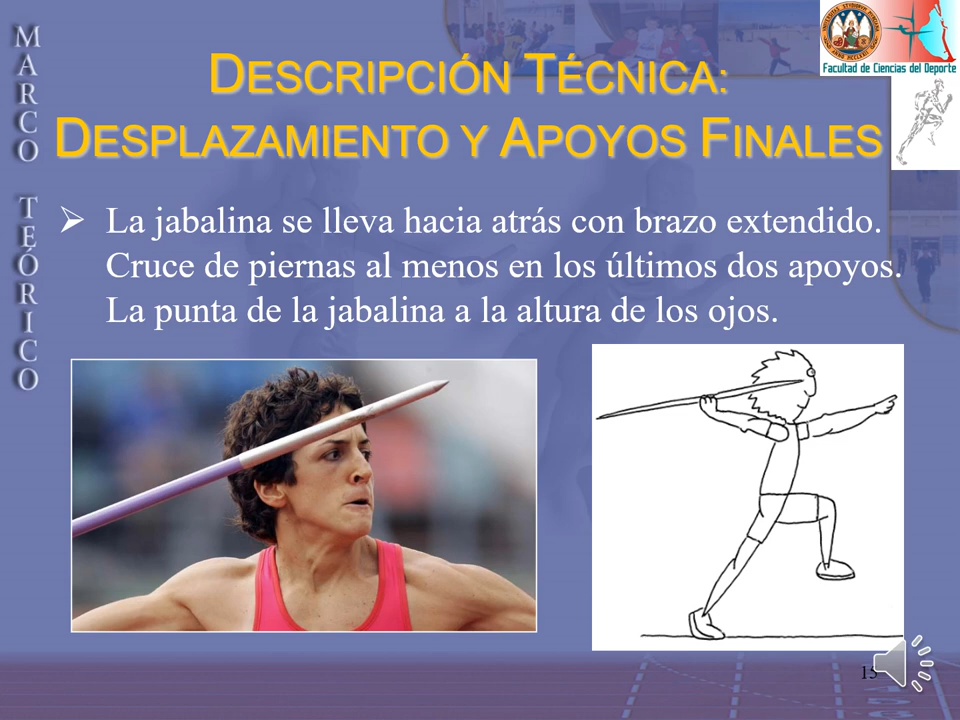 MARCO TEÓRICO
DESCRIPCIÓN TÉCNICA:
DESPLAZAMIENTO Y APOYOS FINALES
Facultad de Ciencias del Deporte
La jabalina se lleva hacia atrás con brazo extendido.
Cruce de piernas al menos en los últimos dos apoyos.
La punta de la jabalina a la altura de los ojos.
15